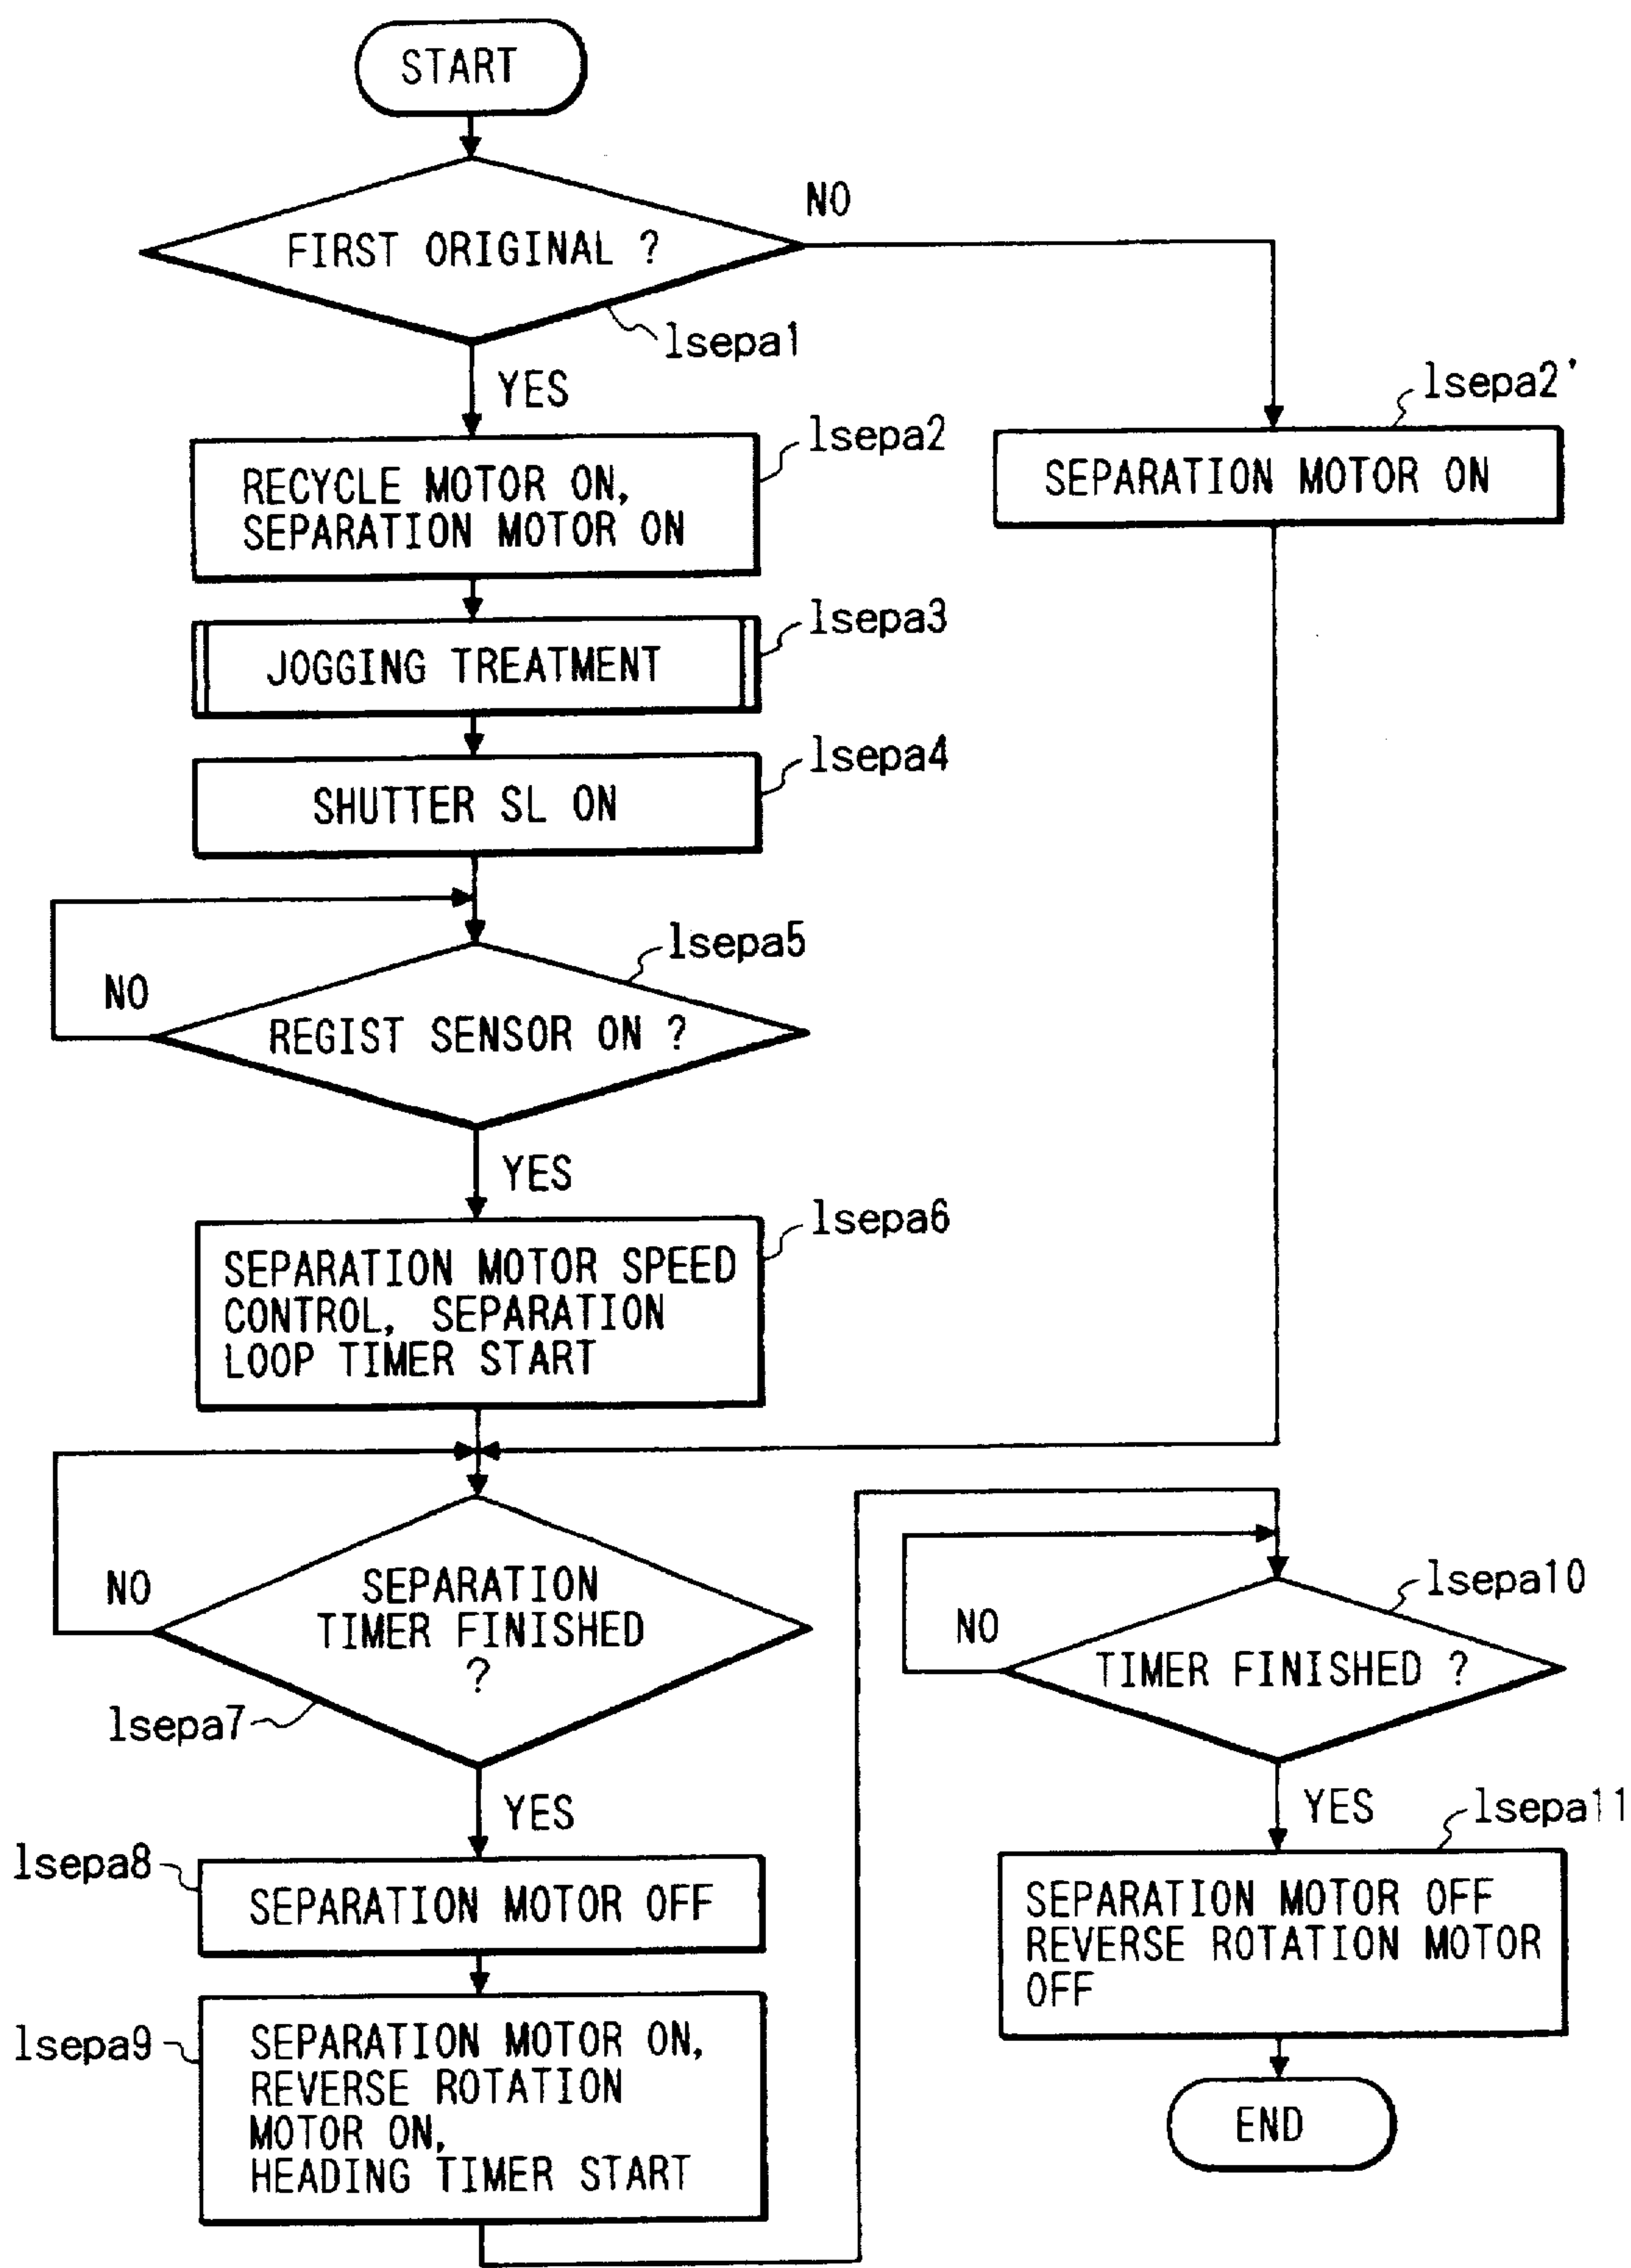 START
FIRST ORIGINAL ?
NO
lsepa1
YES
lsepa2
RECYCLE MOTOR ON,
SEPARATION MOTOR ON
lsepa2'
SEPARATION MOTOR ON
lsepa3
JOGGING TREATMENT
lsepa4
SHUTTER SL ON
lsepa5
NO
REGIST SENSOR ON ?
YES
lsepa6
SEPARATION MOTOR SPEED
CONTROL, SEPARATION
LOOP TIMER START
NO
SEPARATION
TIMER FINISHED
?
lsepa7
YES
lsepa8
SEPARATION MOTOR OFF
lsepa9
SEPARATION MOTOR ON,
REVERSE ROTATION
MOTOR ON,
HEADING TIMER START
lsepa10
NO
TIMER FINISHED ?
YES
lsepa11
SEPARATION MOTOR OFF
REVERSE ROTATION MOTOR
OFF
END